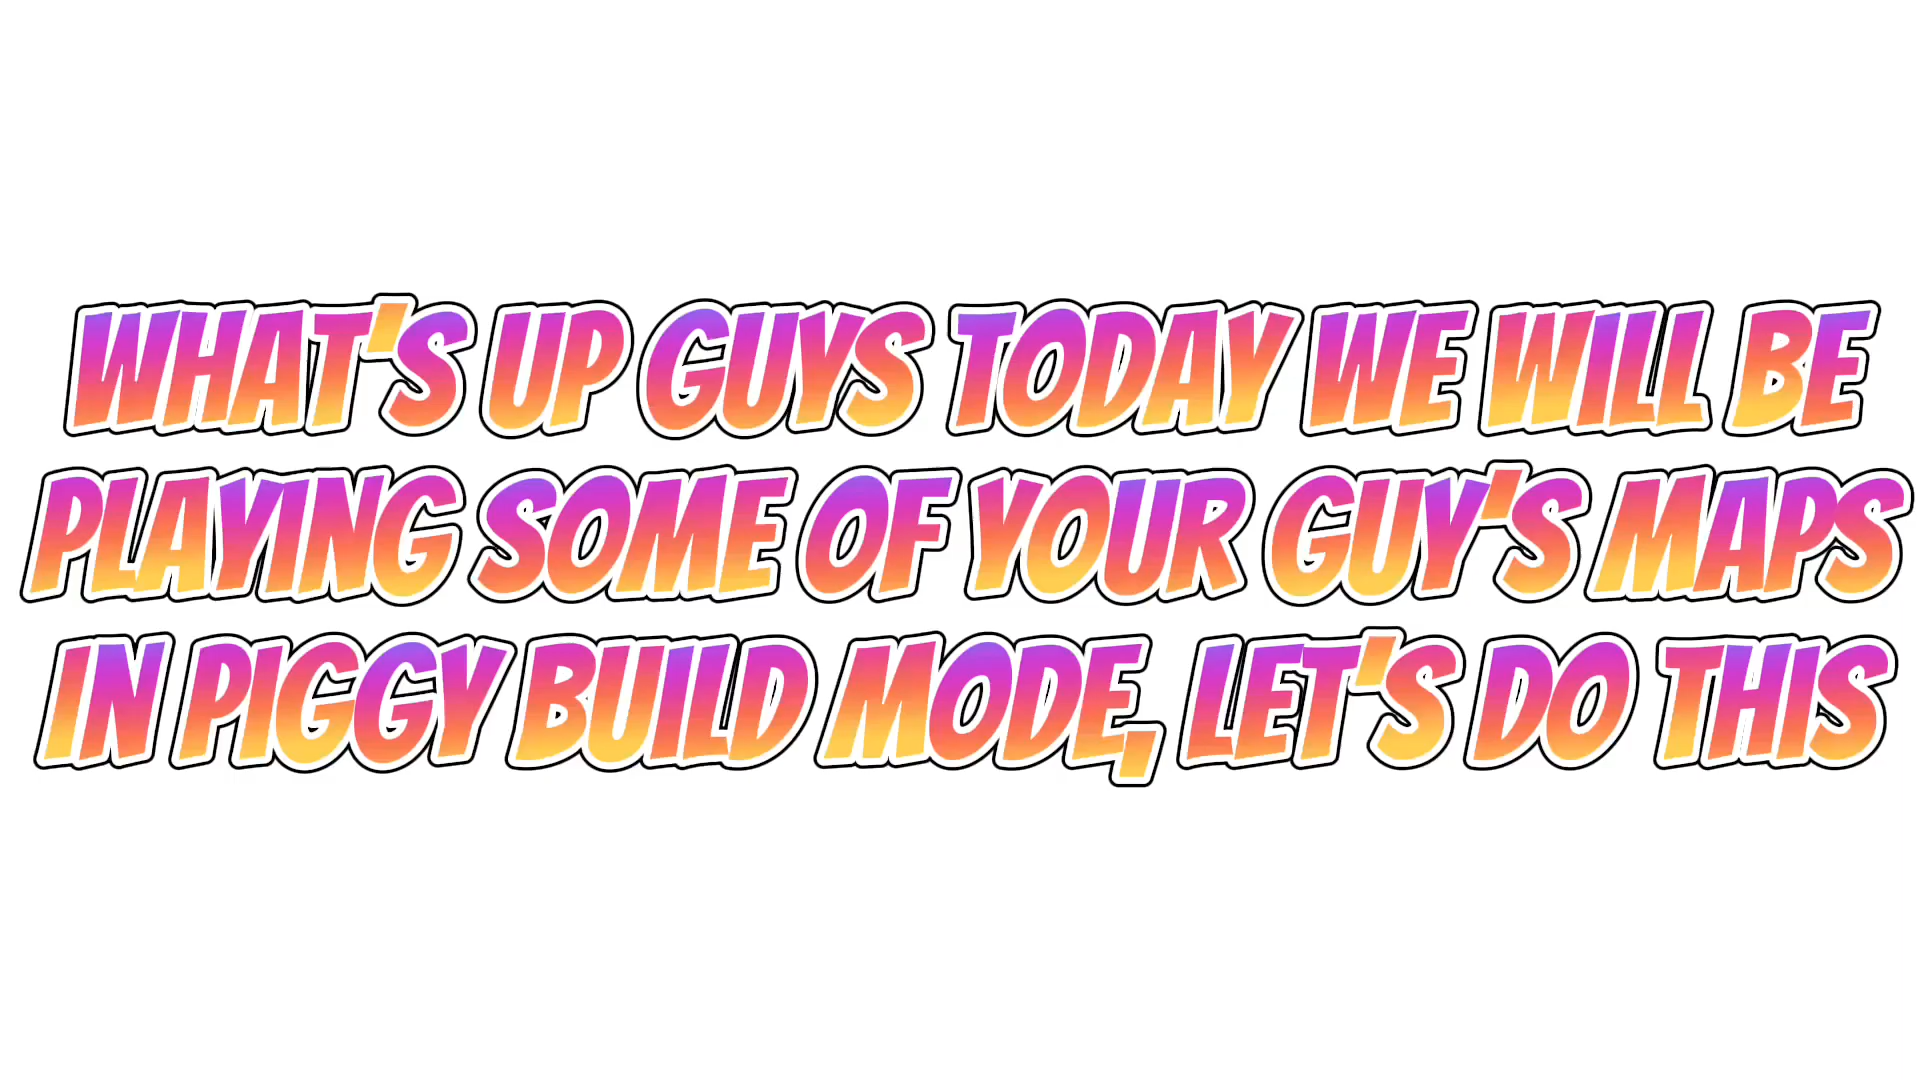 WHAT'S UP GUYS TODAY WE WILL BE
PLAYING SOME OF YOUR GUY'S MAPS
IN PIGGY BUILD MODE, LET'S DO THIS